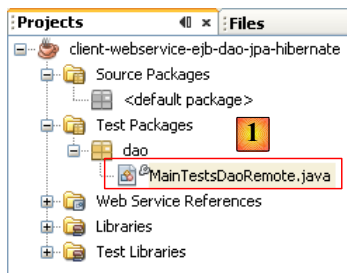 Projects
Files
client-webservice-ejb-dao-jpa-hibernate
Source Packages
<default package>
Test Packages
1
dao
MainTestsDaoRemote.java
Web Service References
Libraries
Test Libraries